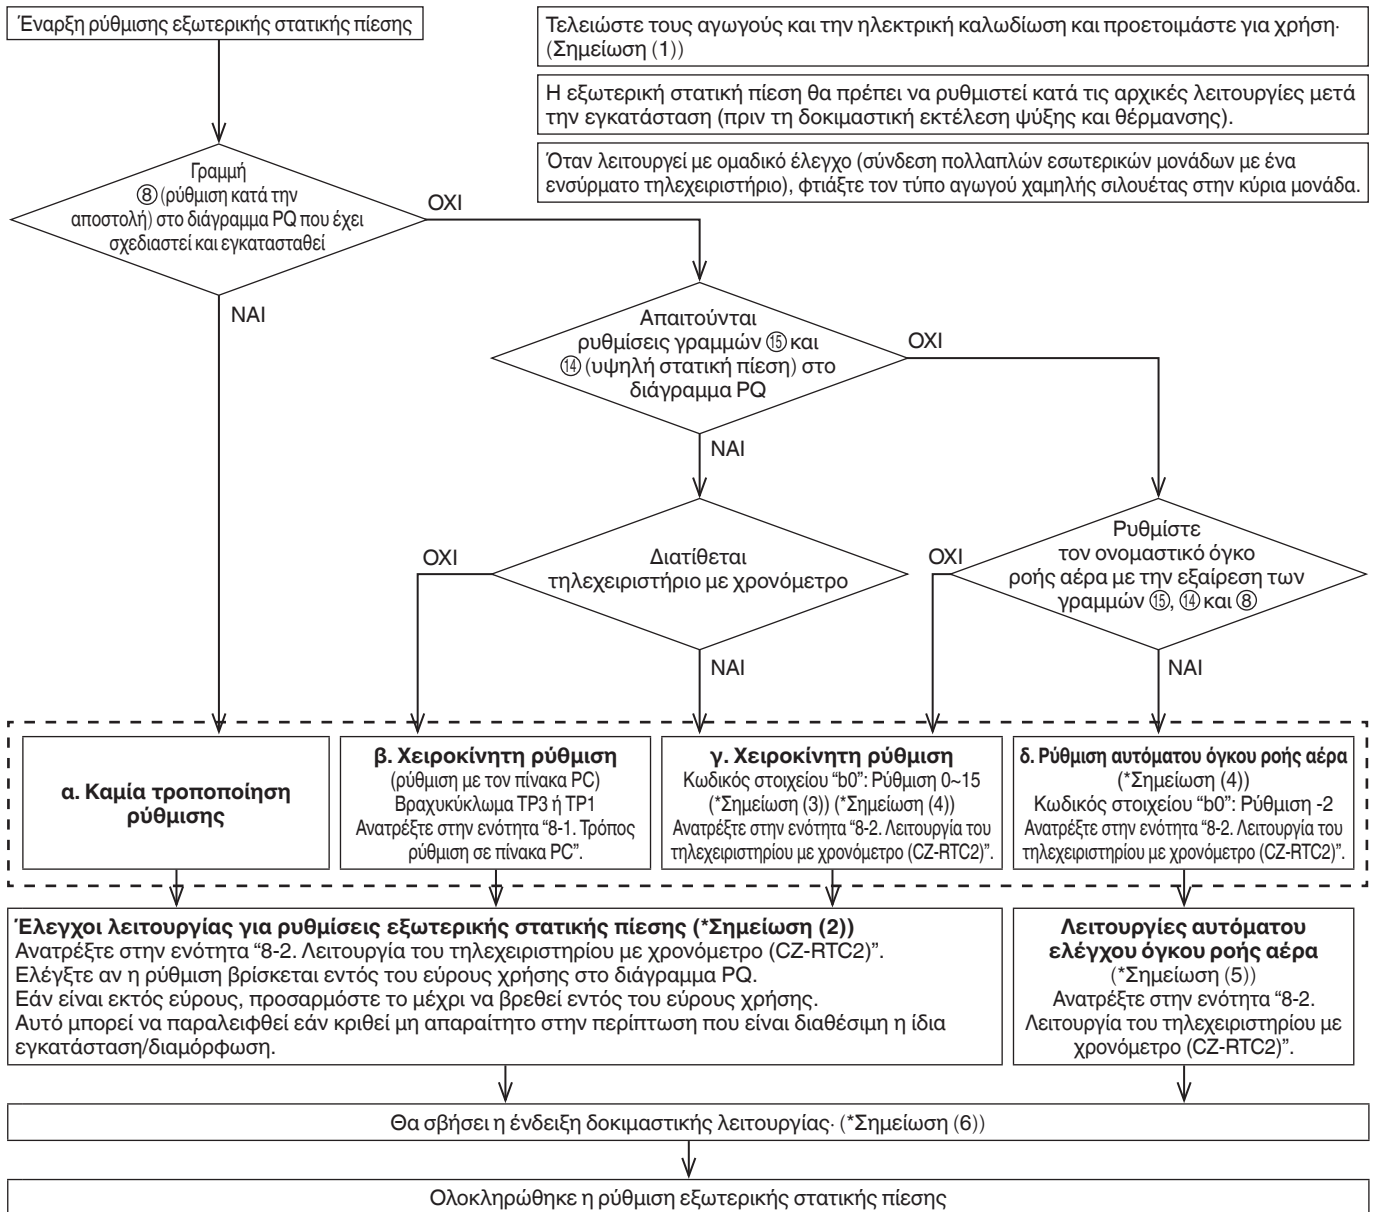 Έναρξη ρύθμισης εξωτερικής στατικής πίεσης
Τελειώστε τους αγωγούς και την ηλεκτρική καλωδίωση και προετοιμάστε για χρήση·
(Σημείωση (1))
Η εξωτερική στατική πίεση θα πρέπει να ρυθμιστεί κατά τις αρχικές λειτουργίες μετά
την εγκατάσταση (πριν τη δοκιμαστική εκτέλεση ψύξης και θέρμανσης).
Όταν λειτουργεί με ομαδικό έλεγχο (σύνδεση πολλαπλών εσωτερικών μονάδων με ένα
ενσύρματο τηλεχειριστήριο), φτιάξτε τον τύπο αγωγού χαμηλής σιλουέτας στην κύρια μονάδα.
Γραμμή
⑧ (ρύθμιση κατά την
αποστολή) στο διάγραμμα PQ που έχει
σχεδιαστεί και εγκατασταθεί
ΟΧΙ
ΝΑΙ
Απαιτούνται
ρυθμίσεις γραμμών ⑮ και
⑭ (υψηλή στατική πίεση) στο
διάγραμμα PQ
ΟΧΙ
ΝΑΙ
Διατίθεται
τηλεχειριστήριο με χρονόμετρο
ΟΧΙ
ΝΑΙ
Ρυθμίστε
τον ονομαστικό όγκο
ροής αέρα με την εξαίρεση των
γραμμών ⑮, ⑭ και ⑧
ΟΧΙ
ΝΑΙ
α. Καμία τροποποίηση
ρύθμισης
β. Χειροκίνητη ρύθμιση
(ρύθμιση με τον πίνακα PC)
Βραχυκύκλωμα TP3 ή TP1
Ανατρέξτε στην ενότητα “8-1. Τρόπος
ρύθμιση σε πίνακα PC”.
γ. Χειροκίνητη ρύθμιση
Κωδικός στοιχείου “b0”: Ρύθμιση 0~15
(*Σημείωση (3)) (*Σημείωση (4))
Ανατρέξτε στην ενότητα “8-2. Λειτουργία του
τηλεχειριστηρίου με χρονόμετρο (CZ-RTC2)”.
δ. Ρύθμιση αυτόματου όγκου ροής αέρα
(*Σημείωση (4))
Κωδικός στοιχείου “b0”: Ρύθμιση -2
Ανατρέξτε στην ενότητα “8-2. Λειτουργία του
τηλεχειριστηρίου με χρονόμετρο (CZ-RTC2)”.
Έλεγχοι λειτουργίας για ρυθμίσεις εξωτερικής στατικής πίεσης (*Σημείωση (2))
Ανατρέξτε στην ενότητα “8-2. Λειτουργία του τηλεχειριστηρίου με χρονόμετρο (CZ-RTC2)”.
Ελέγξτε αν η ρύθμιση βρίσκεται εντός του εύρους χρήσης στο διάγραμμα PQ.
Εάν είναι εκτός εύρους, προσαρμόστε το μέχρι να βρεθεί εντός του εύρους χρήσης.
Αυτό μπορεί να παραλειφθεί εάν κριθεί μη απαραίτητο στην περίπτωση που είναι διαθέσιμη η ίδια
εγκατάσταση/διαμόρφωση.
Λειτουργίες αυτόματου
ελέγχου όγκου ροής αέρα
(*Σημείωση (5))
Ανατρέξτε στην ενότητα “8-2.
Λειτουργία του τηλεχειριστηρίου με
χρονόμετρο (CZ-RTC2)”.
Θα σβήσει η ένδειξη δοκιμαστικής λειτουργίας· (*Σημείωση (6))
Ολοκληρώθηκε η ρύθμιση εξωτερικής στατικής πίεσης